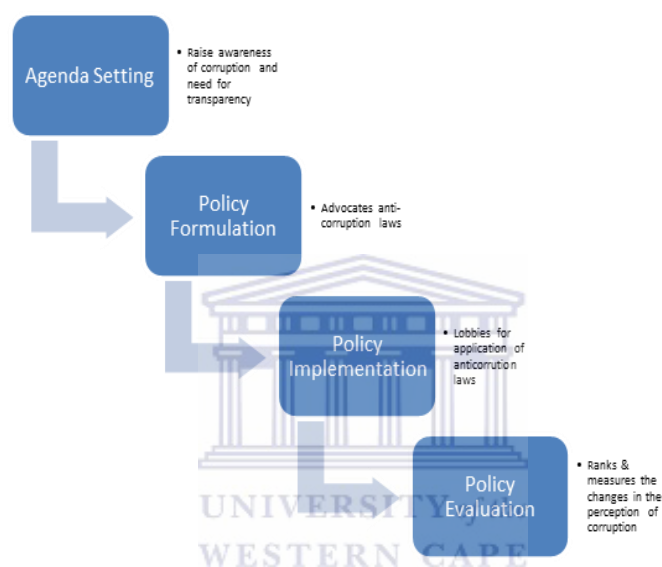 Agenda Setting
• Raise awareness
of corruption and
need for
transparency
Policy
Formulation
• Advocates anti-
corruption laws
Policy
Implementation
• Lobbies for
application of
anticorrution
laws
Policy
Evaluation
• Ranks &
measures the
changes in the
perception of
corruption
UNIVERSITY of the
WESTERN CAPE